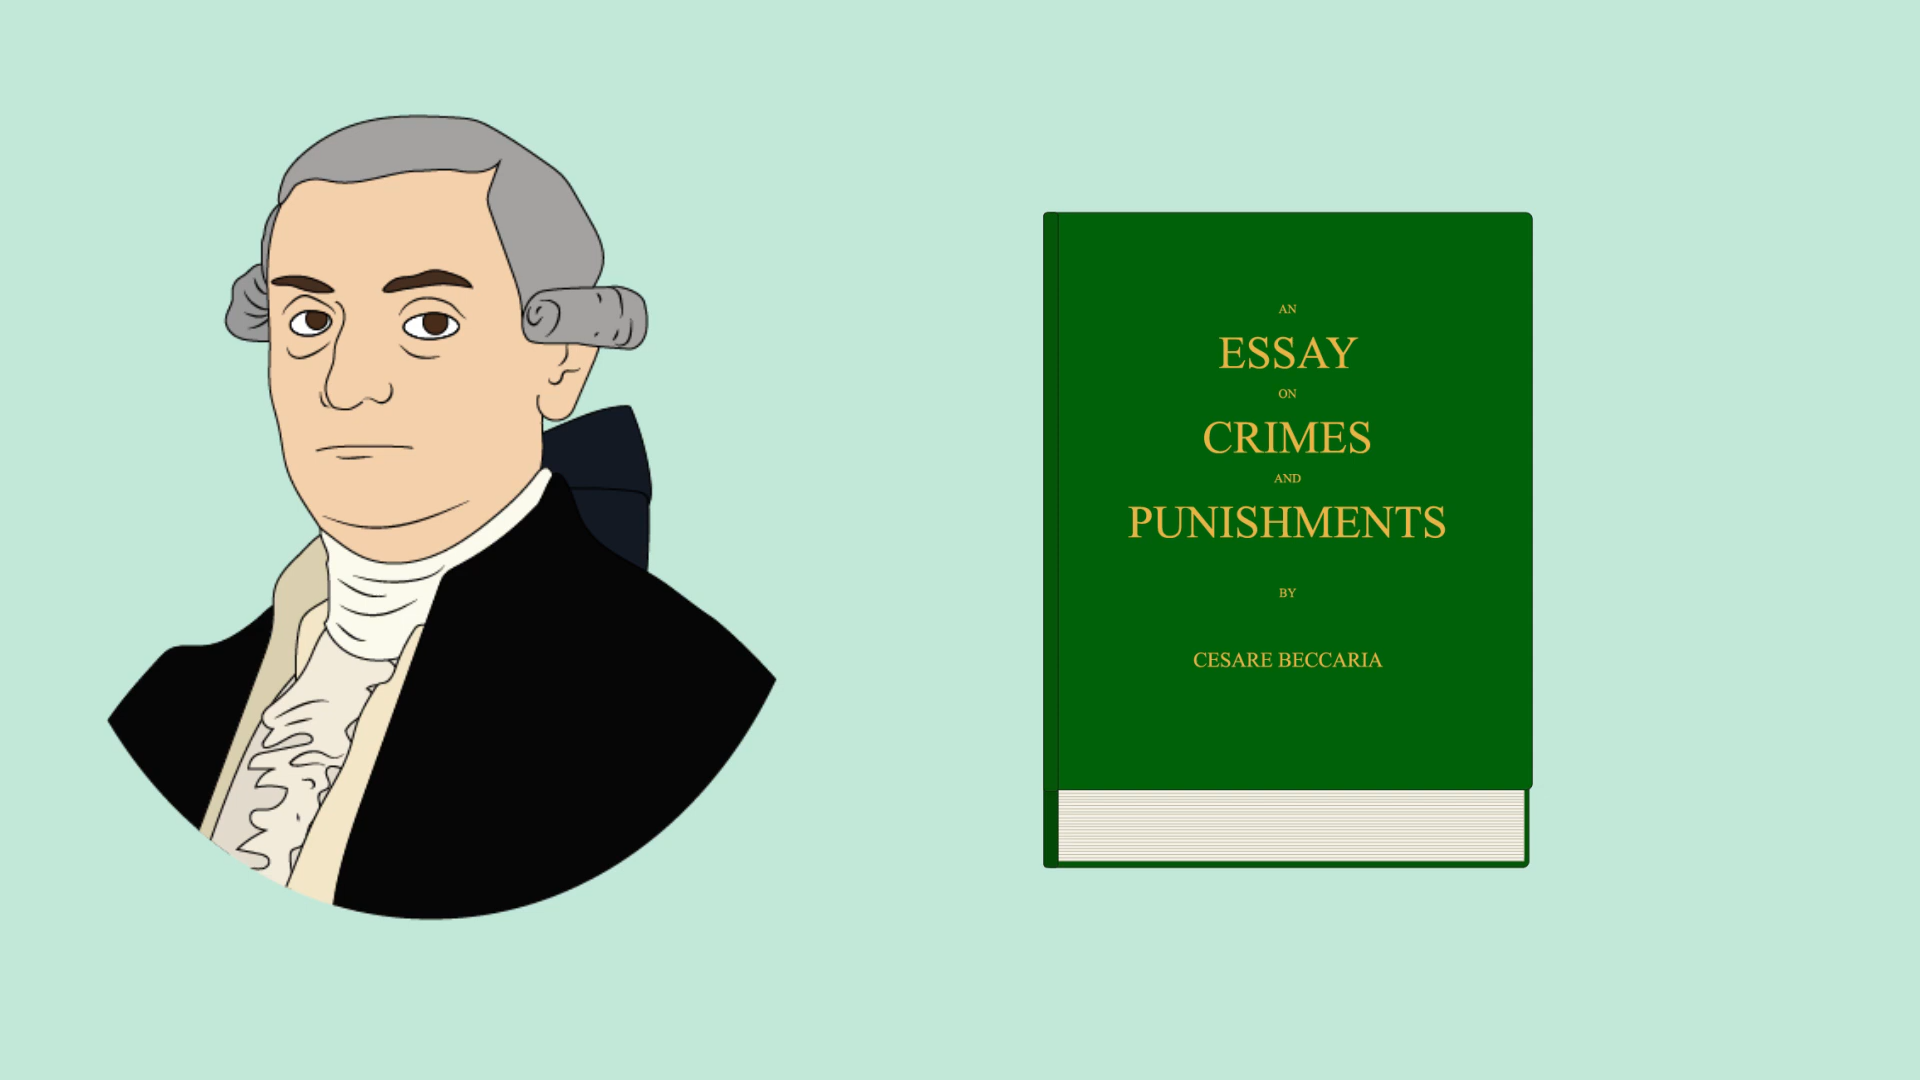 AN
ESSAY
ON
CRIMES
AND
PUNISHMENTS
BY
CESARE BECCARIA